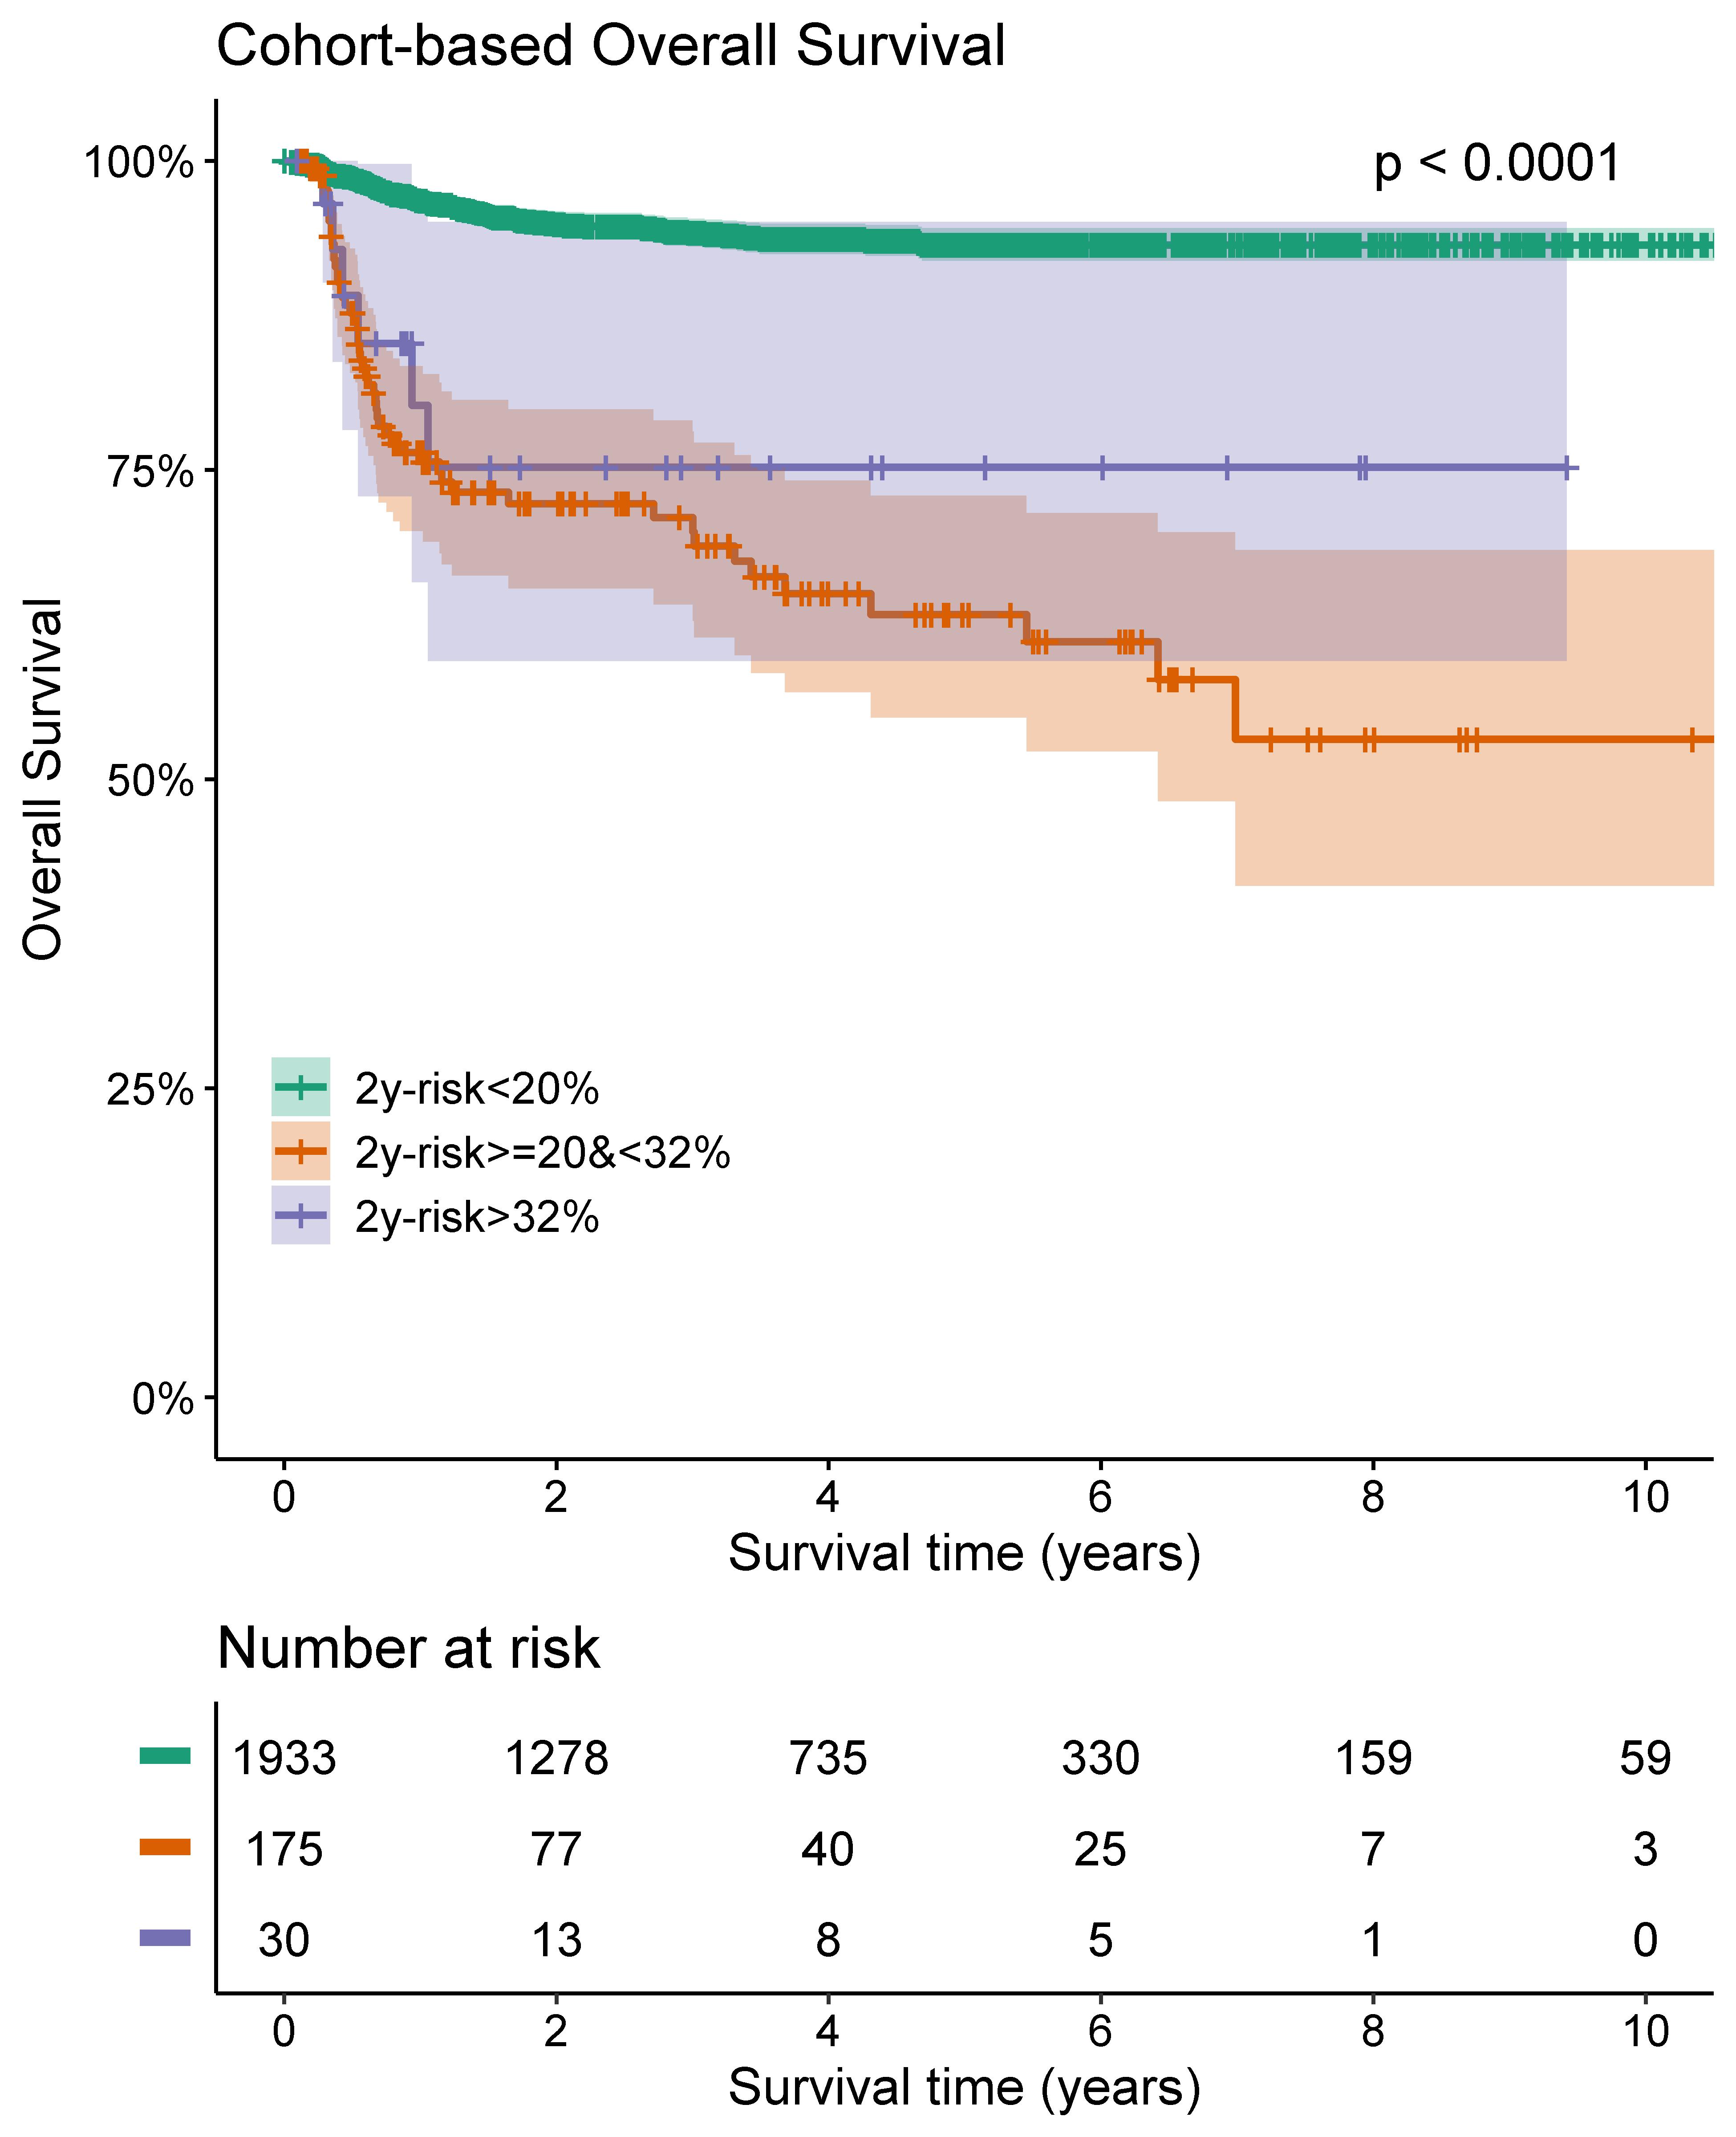 Cohort-based Overall Survival
p < 0.0001
100%
75%
50%
25%
0%
Overall Survival
2y-risk<20%
2y-risk>=20&<32%
2y-risk>32%
0 2 4 6 8 10
Survival time (years)
Number at risk
1933 1278 735 330 159 59
175 77 40 25 7 3
30 13 8 5 1 0
0 2 4 6 8 10
Survival time (years)